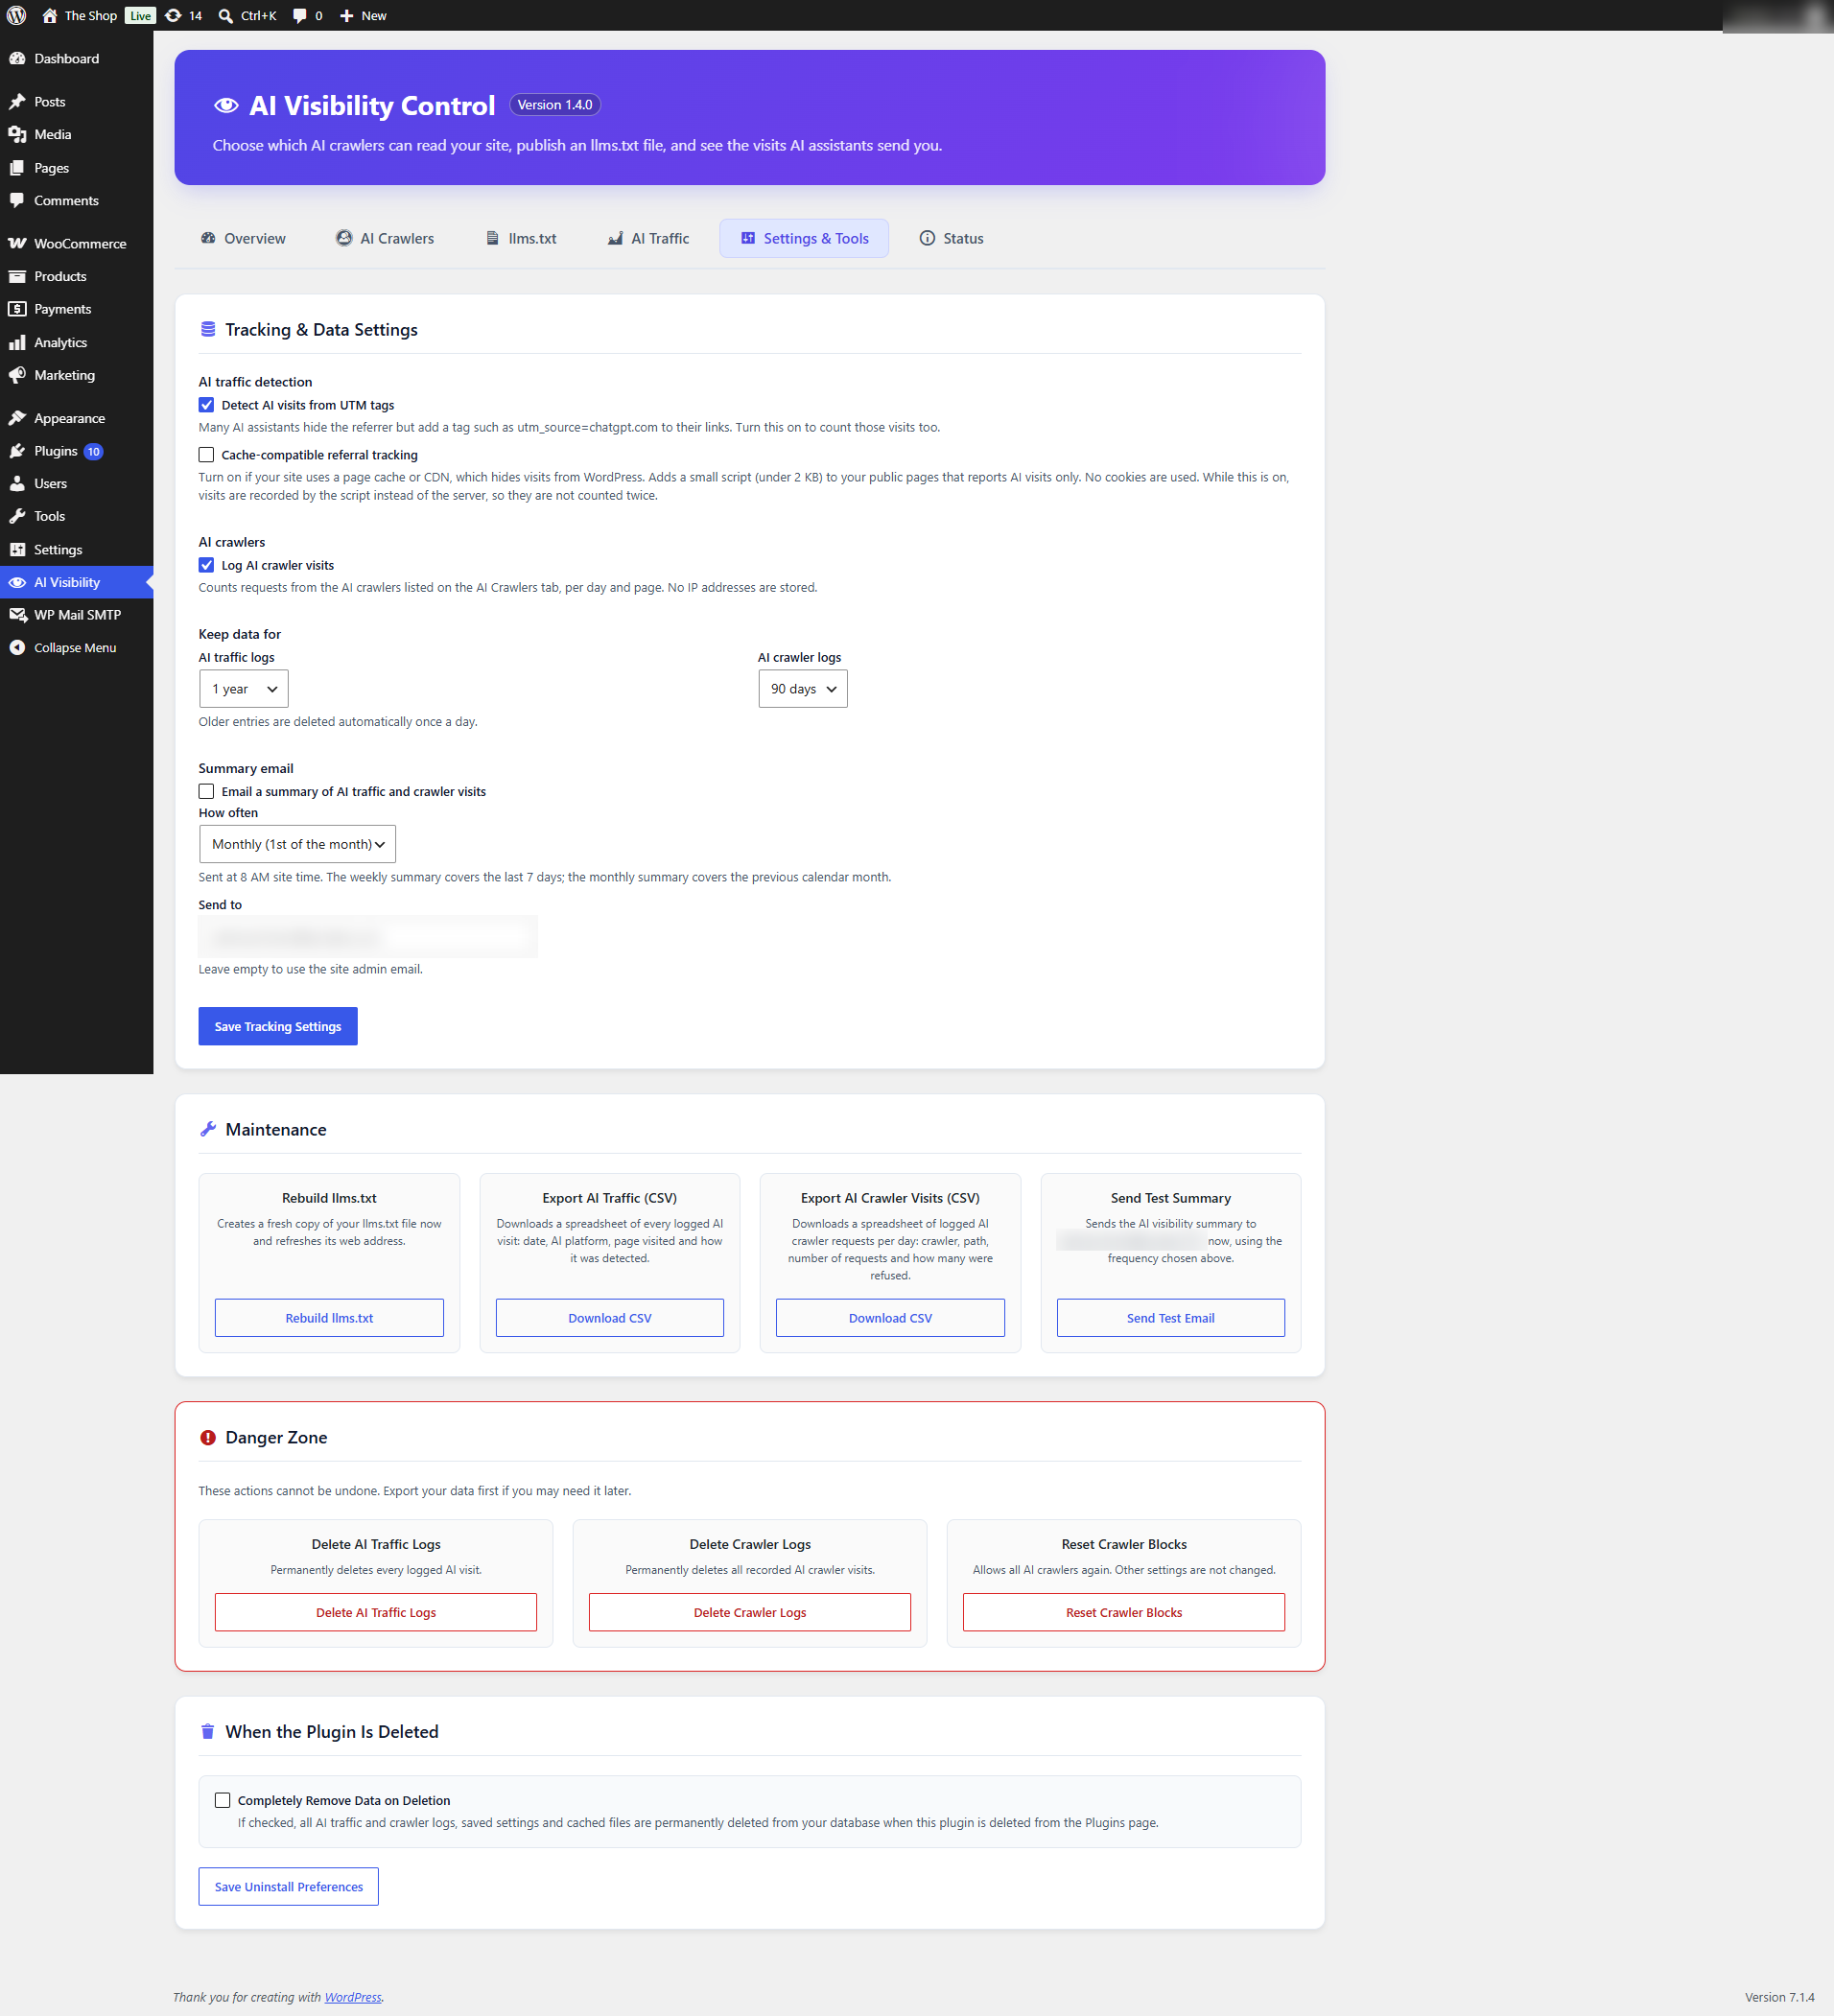 The Shop Live 14 Ctrl+K 0 New
Dashboard
Posts
Media
Pages
Comments
WooCommerce
Products
Payments
Analytics
Marketing
Appearance
Plugins 10
Users
Tools
Settings
AI Visibility
WP Mail SMTP
Collapse Menu
AI Visibility Control Version 1.4.0
Choose which AI crawlers can read your site, publish an llms.txt file, and see the visits AI assistants send you.
Overview AI Crawlers llms.txt AI Traffic Settings & Tools Status
Tracking & Data Settings
AI traffic detection
Detect AI visits from UTM tags
Many AI assistants hide the referrer but add a tag such as utm_source=chatgpt.com to their links. Turn this on to count those visits too.
Cache-compatible referral tracking
Turn on if your site uses a page cache or CDN, which hides visits from WordPress. Adds a small script (under 2 KB) to your public pages that reports AI visits only. No cookies are used. While this is on,
visits are recorded by the script instead of the server, so they are not counted twice.
AI crawlers
Log AI crawler visits
Counts requests from the AI crawlers listed on the AI Crawlers tab, per day and page. No IP addresses are stored.
Keep data for
AI traffic logs AI crawler logs
1 year 90 days
Older entries are deleted automatically once a day.
Summary email
Email a summary of AI traffic and crawler visits
How often
Monthly (1st of the month)
Sent at 8 AM site time. The weekly summary covers the last 7 days; the monthly summary covers the previous calendar month.
Send to
Leave empty to use the site admin email.
Save Tracking Settings
Maintenance
Rebuild llms.txt
Creates a fresh copy of your llms.txt file now
and refreshes its web address.
Rebuild llms.txt
Export AI Traffic (CSV)
Downloads a spreadsheet of every logged AI
visit: date, AI platform, page visited and how
it was detected.
Download CSV
Export AI Crawler Visits (CSV)
Downloads a spreadsheet of logged AI
crawler requests per day: crawler, path,
number of requests and how many were
refused.
Download CSV
Send Test Summary
Sends the AI visibility summary to
now, using the
frequency chosen above.
Send Test Email
Danger Zone
These actions cannot be undone. Export your data first if you may need it later.
Delete AI Traffic Logs
Permanently deletes every logged AI visit.
Delete AI Traffic Logs
Delete Crawler Logs
Permanently deletes all recorded AI crawler visits.
Delete Crawler Logs
Reset Crawler Blocks
Allows all AI crawlers again. Other settings are not changed.
Reset Crawler Blocks
When the Plugin Is Deleted
Completely Remove Data on Deletion
If checked, all AI traffic and crawler logs, saved settings and cached files are permanently deleted from your database when this plugin is deleted from the Plugins page.
Save Uninstall Preferences
Thank you for creating with WordPress.
Version 7.1.4